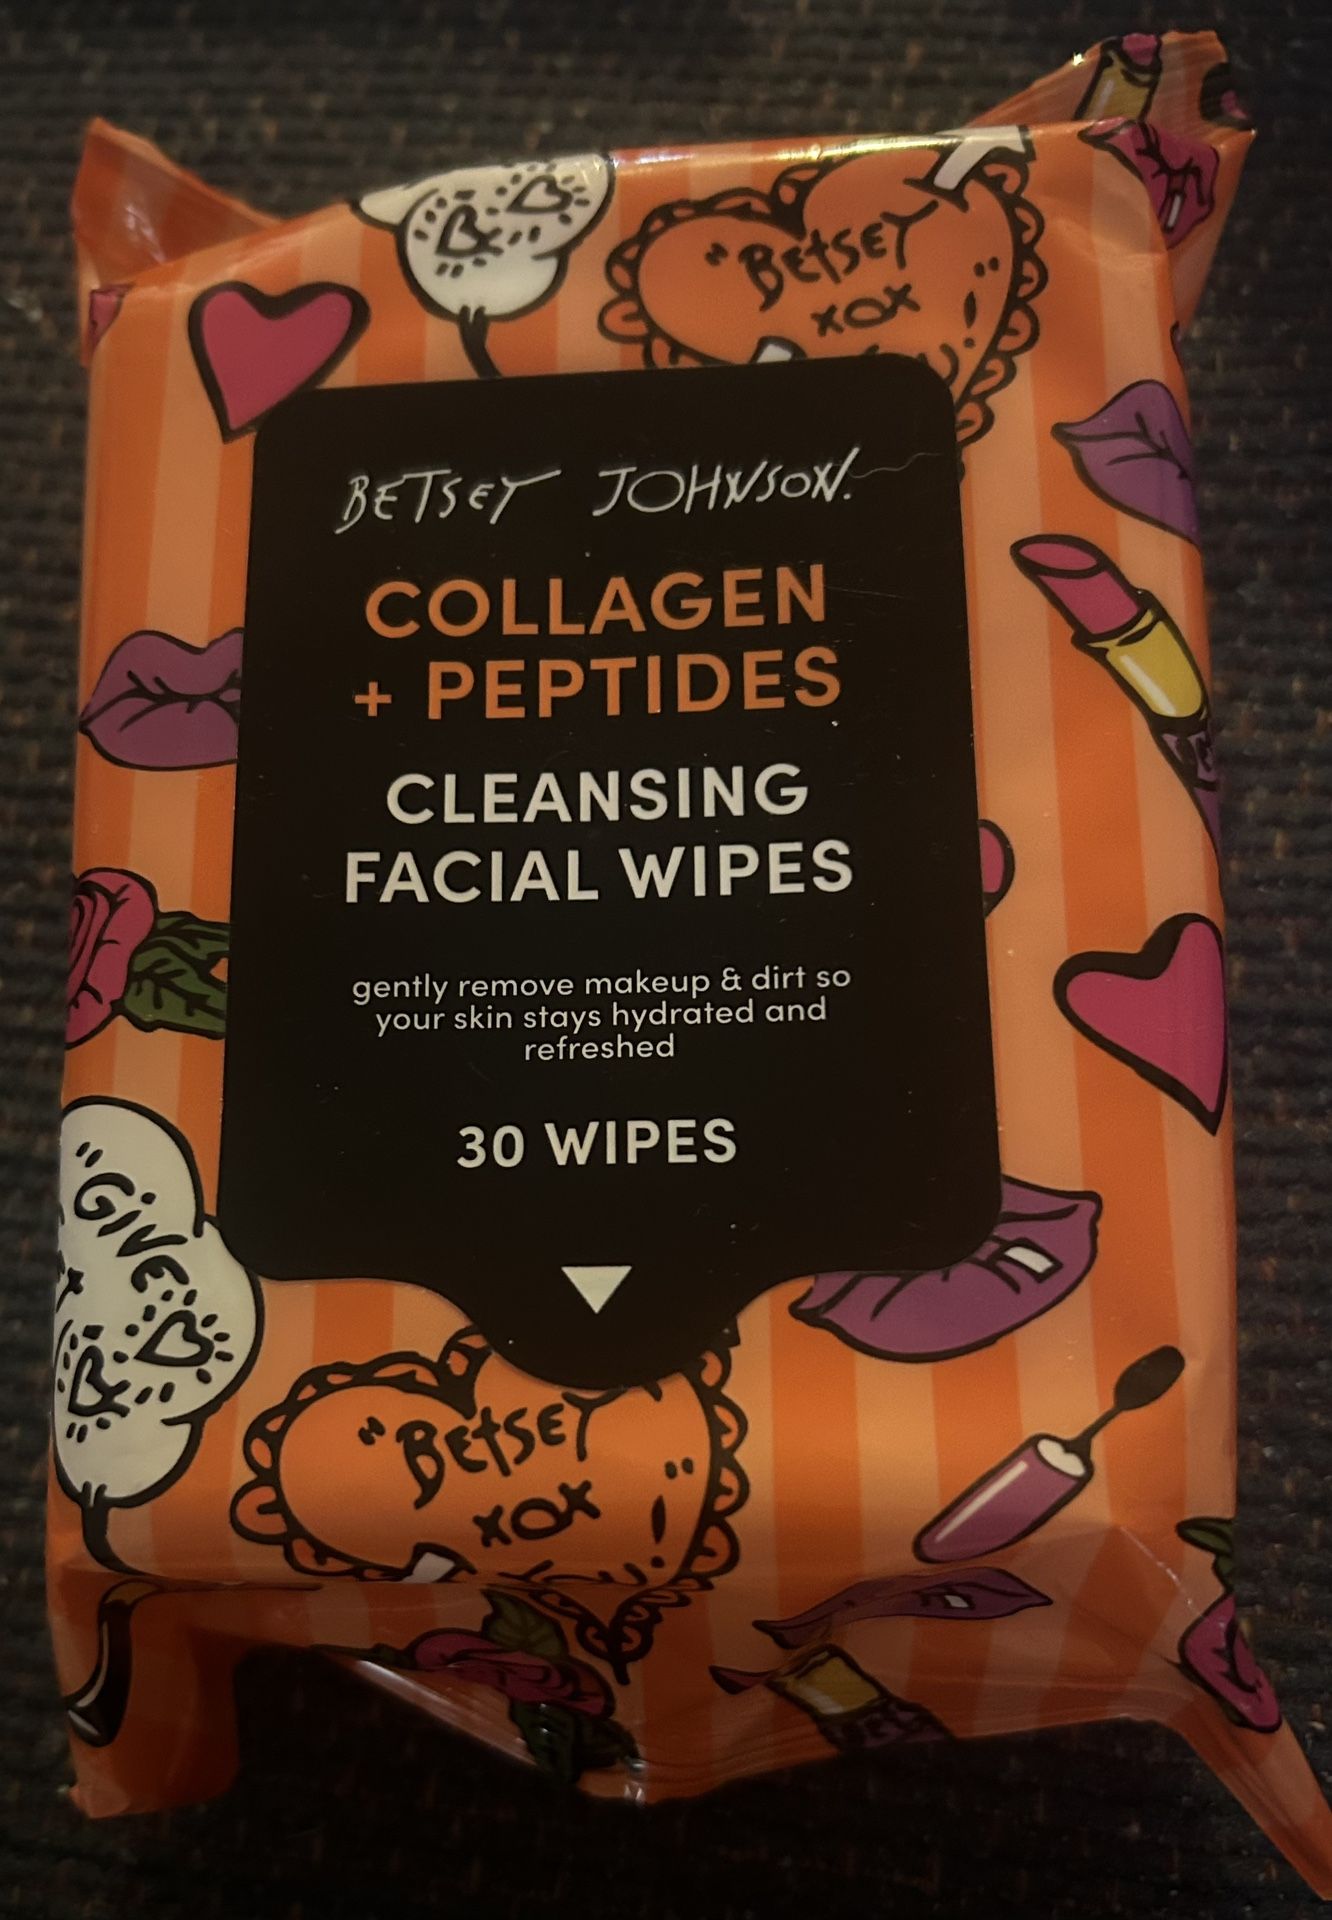 "BETSEY
XOX
BETSEY JOHNSON.
COLLAGEN
+ PEPTIDES
CLEANSING
FACIAL WIPES
gently remove makeup & dirt so
your skin stays hydrated and
refreshed
30 WIPES
"GIVE
"BETSEY
XOX